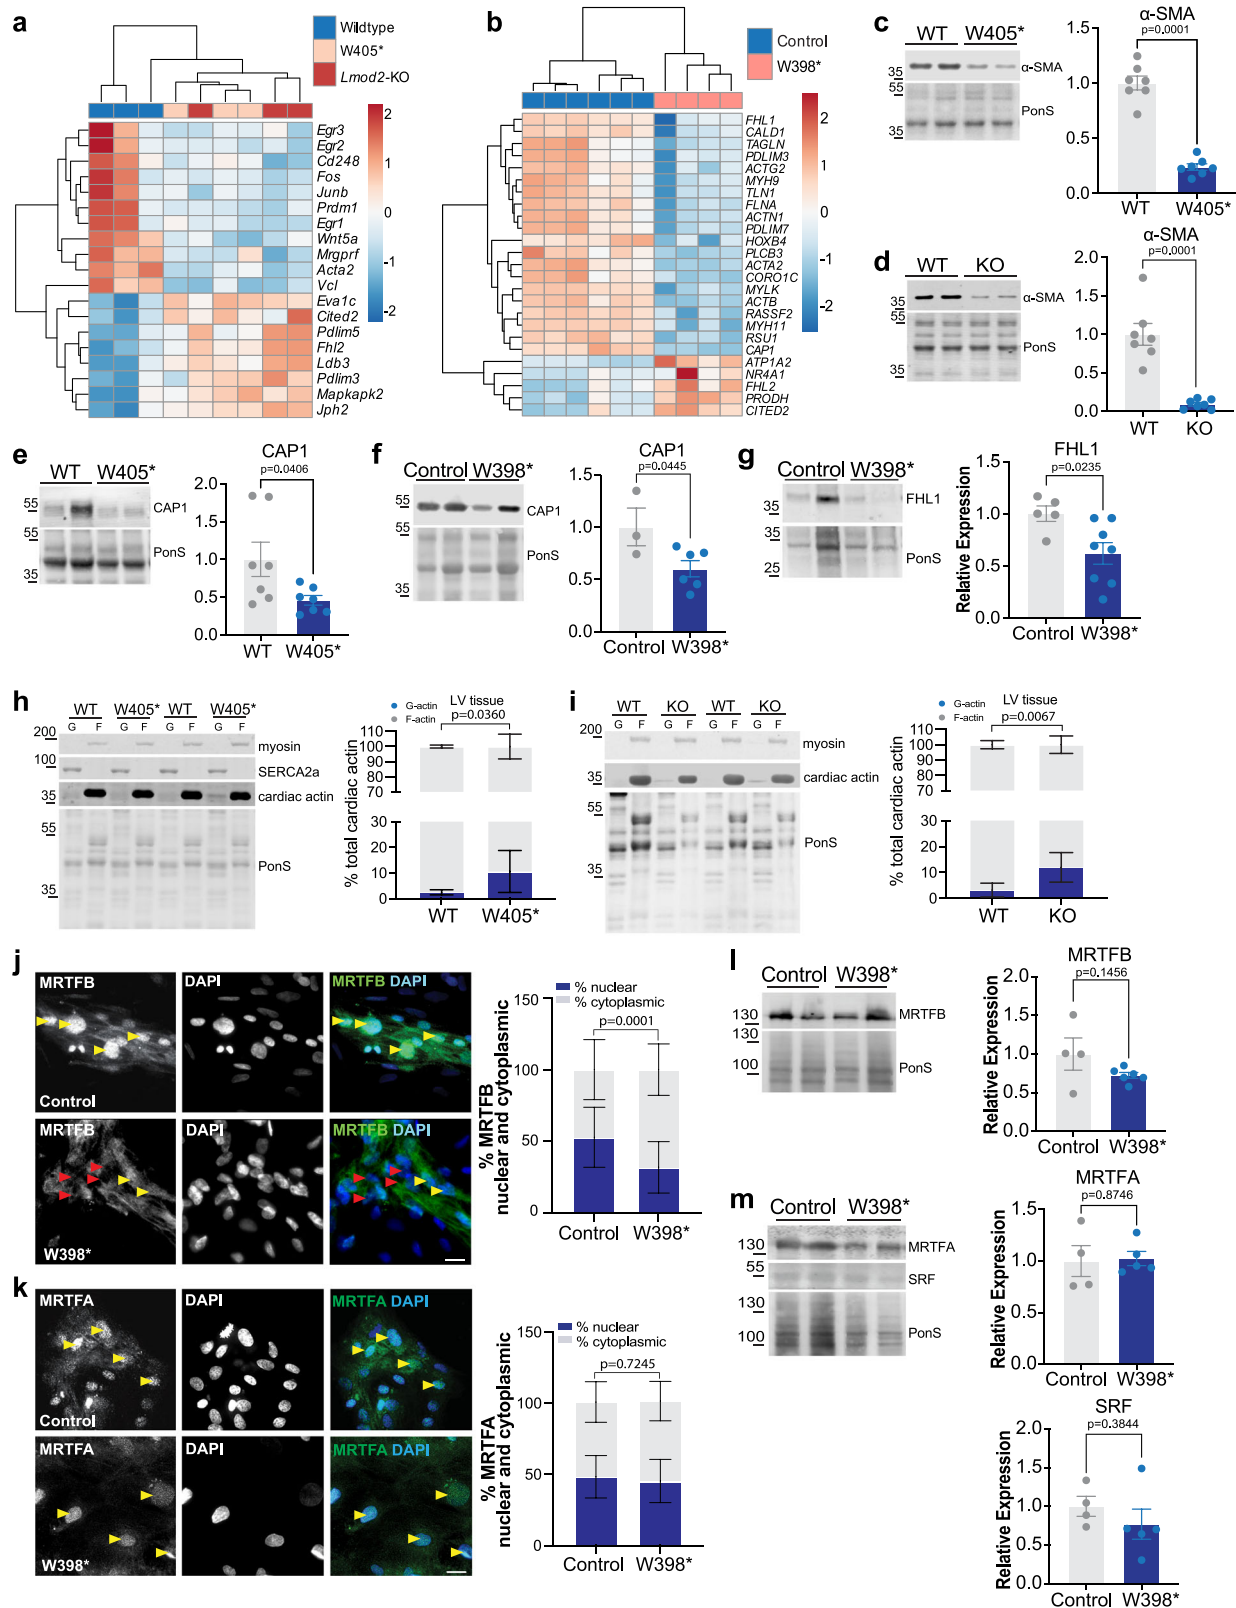 a
Wildtype
W405*
Lmod2-KO
2
1
0
-1
-2
Egr3
Egr2
Cd248
Fos
Junb
Prdm1
Egr1
Wnt5a
Mrgprf
Acta2
Vcl
Eva1c
Cited2
Pdlim5
Fhl2
Ldb3
Pdlim3
Mapkapk2
Jph2
b
Control
W398*
2
1
0
-1
-2
FHL1
CALD1
TAGLN
PDLIM3
ACTG2
MYH9
TLN1
FLNA
ACTN1
PDLIM7
HOXB4
PLCB3
ACTA2
CORO1C
MYLK
ACTB
RASSF2
MYH11
RSU1
CAP1
ATP1A2
NR4A1
FHL2
PRODH
CITED2
c
WT W405*
35
α-SMA
55
PonS
35
α-SMA
p=0.0001
1.5
1.0
0.5
0.0
WT
W405*
d
WT KO
35
α-SMA
55
PonS
35
α-SMA
p=0.0001
2.0
1.5
1.0
0.5
0.0
WT KO
e
WT W405*
55
CAP1
55
PonS
35
CAP1
p=0.0406
2.0
1.5
1.0
0.5
0.0
WT
W405*
f
Control W398*
55
CAP1
55
PonS
35
CAP1
p=0.0445
1.5
1.0
0.5
0.0
Control
W398*
g
Control W398*
35
FHL1
35
PonS
25
FHL1
p=0.0235
Relative Expression
1.5
1.0
0.5
0.0
Control W398*
h
WT W405* WT W405*
G F G F G F G F
200
myosin
100
SERCA2a
35
cardiac actin
55
PonS
35
G-actin
F-actin
LV tissue
p=0.0360
% total cardiac actin
100
90
80
70
30
20
10
0
WT W405*
i
WT KO WT KO
G F G F G F G F
200
myosin
35
cardiac actin
55
PonS
35
G-actin
F-actin
LV tissue
p=0.0067
% total cardiac actin
110
100
90
80
70
30
20
10
0
WT KO
j
MRTFB
DAPI
MRTFB DAPI
Control
MRTFB
DAPI
MRTFB DAPI
W398*
% nuclear
% cytoplasmic
p=0.0001
% MRTFB
nuclear and cytoplasmic
150
100
50
0
Control
W398*
k
MRTFA
DAPI
MRTFA DAPI
Control
MRTFA
DAPI
MRTFA DAPI
W398*
% nuclear
% cytoplasmic
p=0.7245
% MRTFA
nuclear and cytoplasmic
150
100
50
0
Control W398*
l
Control W398*
130
MRTFB
130
100
PonS
MRTFB
p=0.1456
Relative Expression
2.0
1.5
1.0
0.5
0.0
Control
W398*
m
Control W398*
130
MRTFA
55
SRF
130
100
PonS
MRTFA
p=0.8746
Relative Expression
1.5
1.0
0.5
0.0
Control
W398*
SRF
p=0.3844
Relative Expression
2.0
1.5
1.0
0.5
0.0
Control
W398*